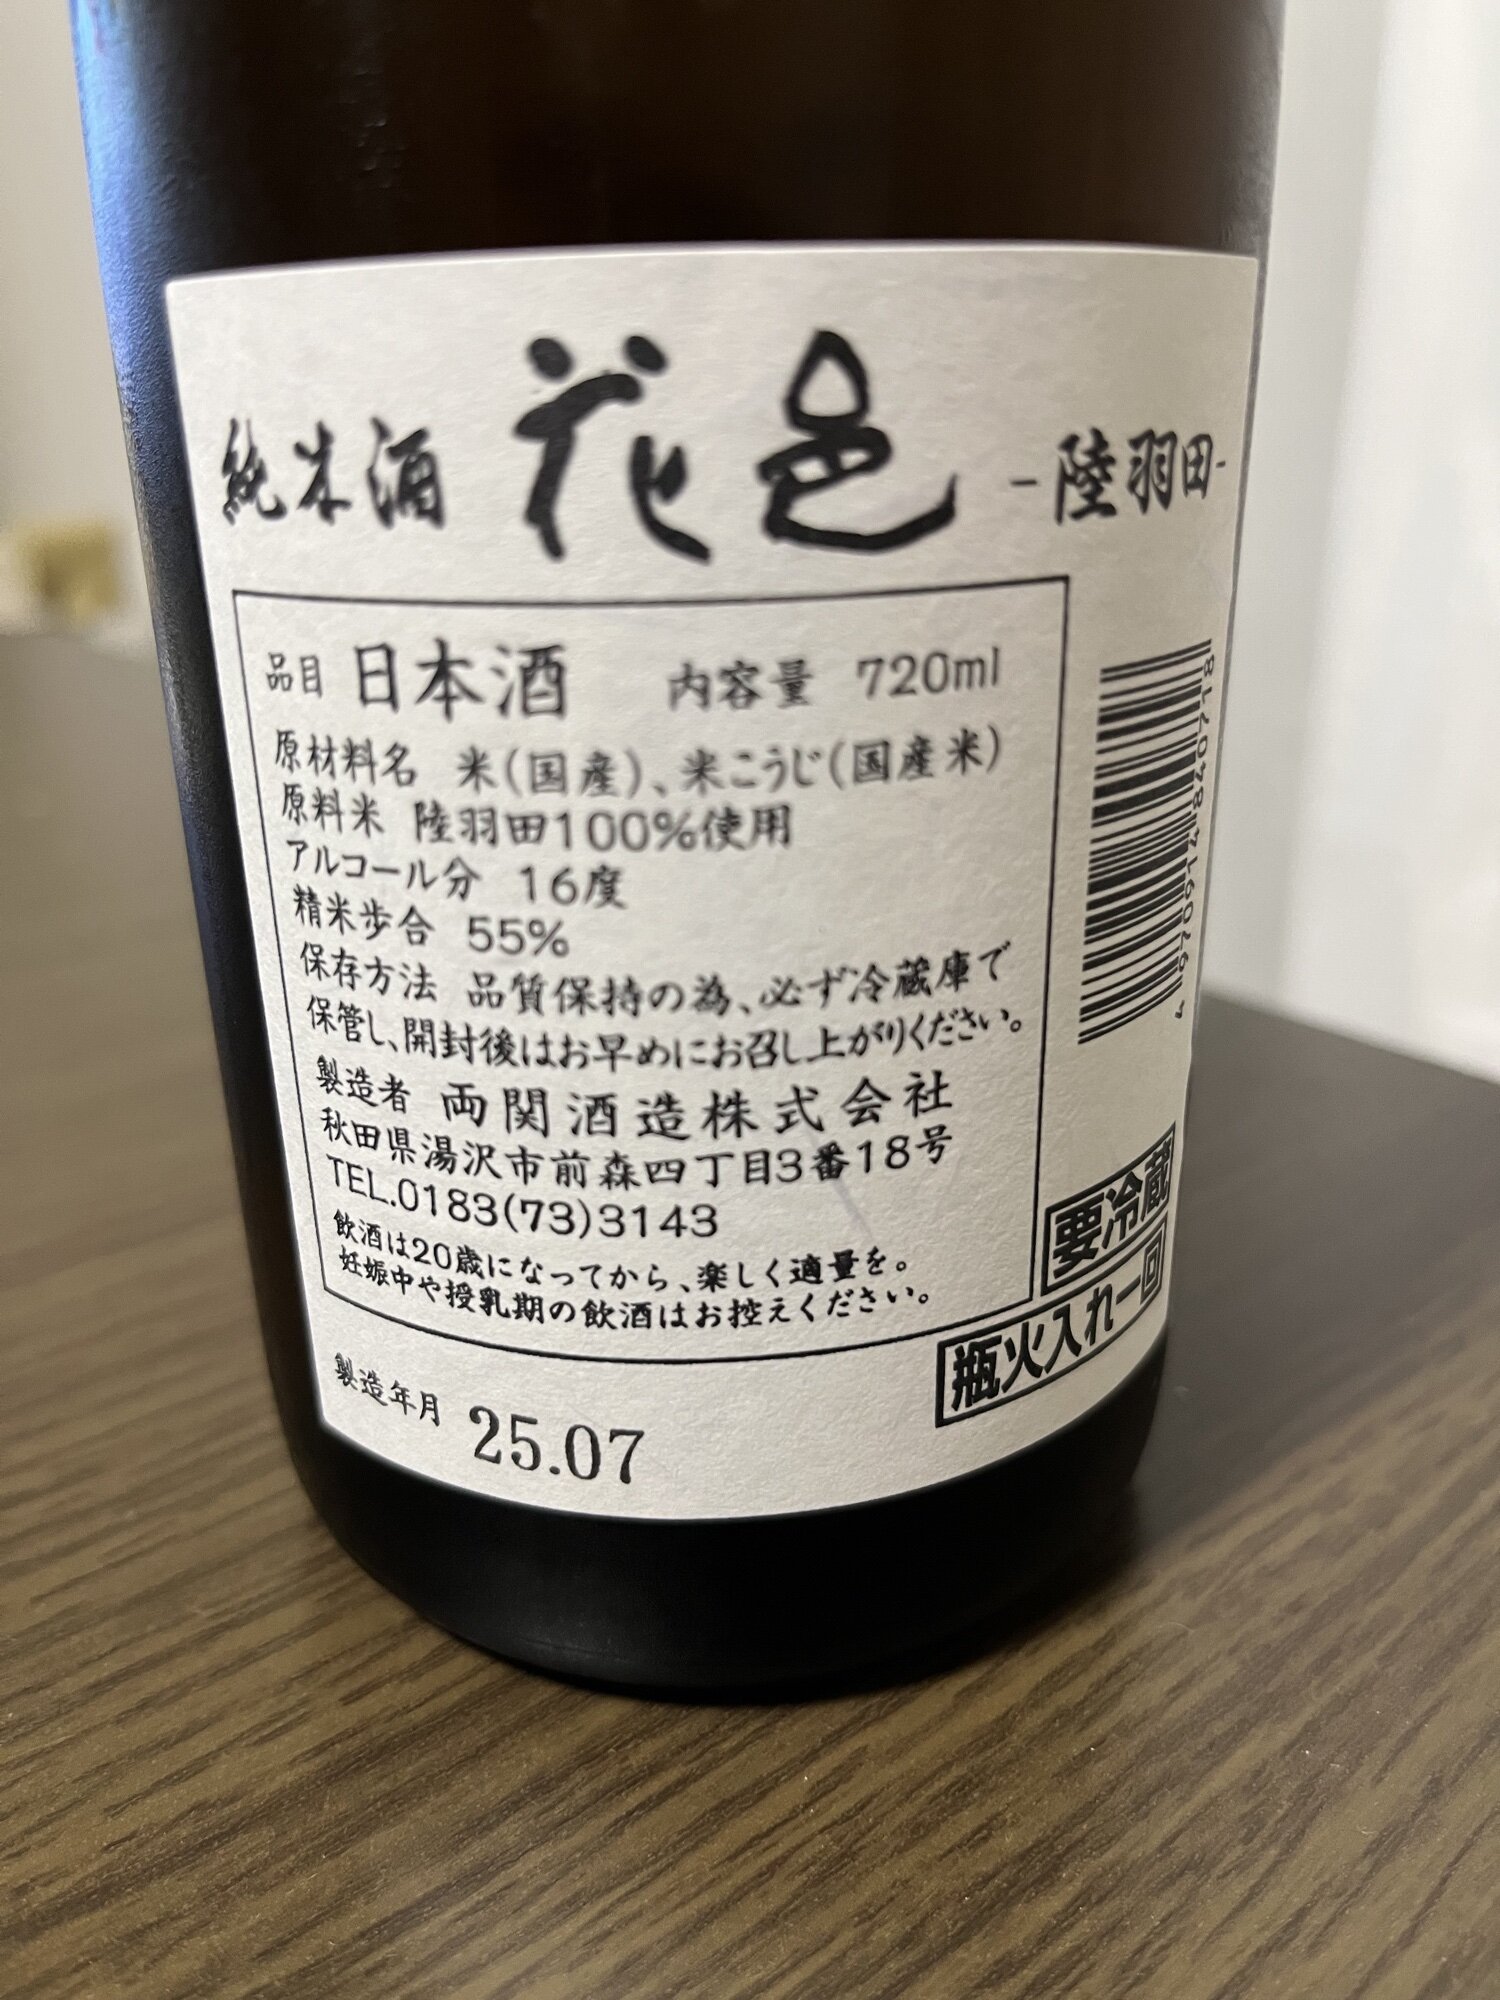 純米酒 花邑 -陸羽田-
品目 日本酒 内容量 720ml
原材料名 米(国産)、米こうじ(国産米)
原料米 陸羽田100%使用
アルコール分 16度
精米歩合 55%
保存方法 品質保持の為、必ず冷蔵庫で
保管し、開封後はお早めにお召し上がりください。
製造者 両関酒造株式会社
秋田県湯沢市前森四丁目3番18号
TEL.0183(73)3143
飲酒は20歳になってから、楽しく適量を。
妊娠中や授乳期の飲酒はお控えください。
製造年月 25.07
要冷蔵
瓶火入れ一回